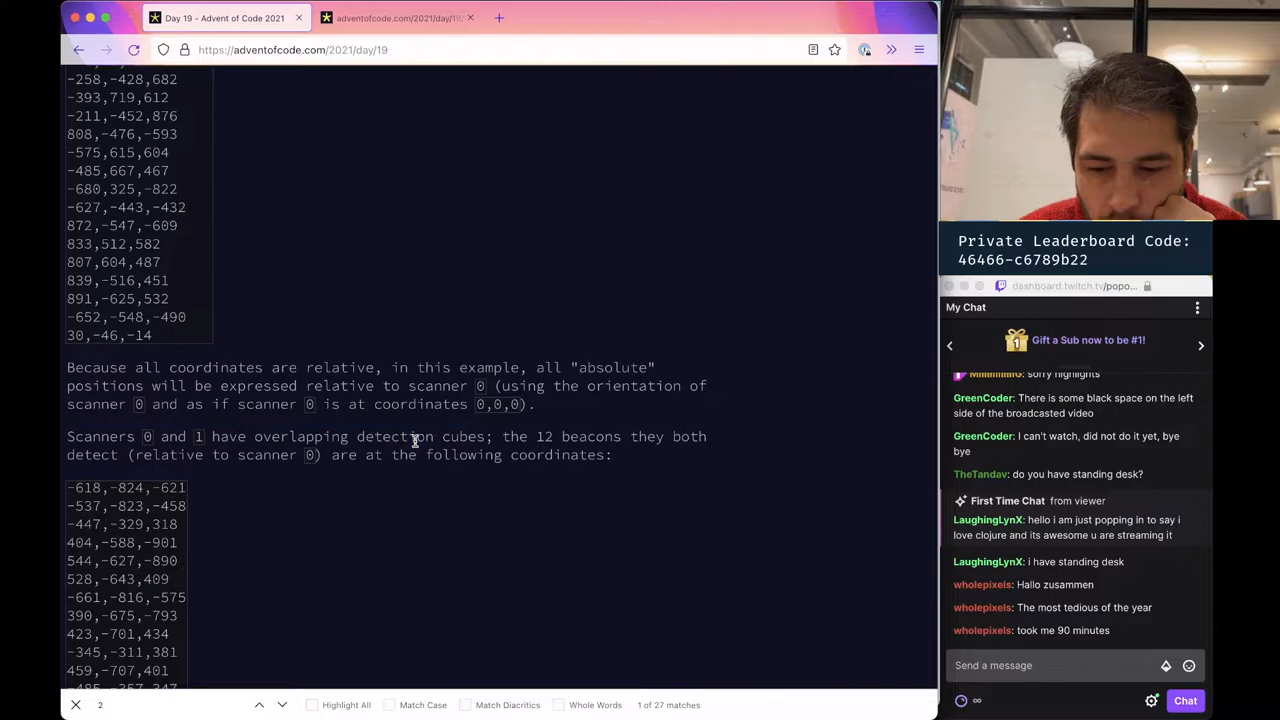 Day 19 - Advent of Code 2021
adventofcode.com/2021/day/19/
https://adventofcode.com/2021/day/19
-258,-428,682
-393,719,612
-211,-452,876
808,-476,-593
-575,615,604
-485,667,467
-680,325,-822
-627,-443,-432
872,-547,-609
833,512,582
807,604,487
839,-516,451
891,-625,532
-652,-548,-490
30,-46,-14
Because all coordinates are relative, in this example, all "absolute"
positions will be expressed relative to scanner 0 (using the orientation of
scanner 0 and as if scanner 0 is at coordinates 0,0,0).
Scanners 0 and 1 have overlapping detection cubes; the 12 beacons they both
detect (relative to scanner 0) are at the following coordinates:
-618,-824,-621
-537,-823,-458
-447,-329,318
404,-588,-901
544,-627,-890
528,-643,409
-661,-816,-575
390,-675,-793
423,-701,434
-345,-311,381
459,-707,401
-485,-357,347
2
Highlight All
Match Case
Match Diacritics
Whole Words
1 of 27 matches
Private Leaderboard Code:
46466-c6789b22
dashboard.twitch.tv/popo...
My Chat
1
Gift a Sub now to be #1!
sorry highlights
GreenCoder: There is some black space on the left
side of the broadcasted video
GreenCoder: I can't watch, did not do it yet, bye
bye
TheTandav: do you have standing desk?
First Time Chat from viewer
LaughingLynX: hello i am just popping in to say i
love clojure and its awesome u are streaming it
LaughingLynX: i have standing desk
wholepixels: Hallo zusammen
wholepixels: The most tedious of the year
wholepixels: took me 90 minutes
Send a message
∞
Chat